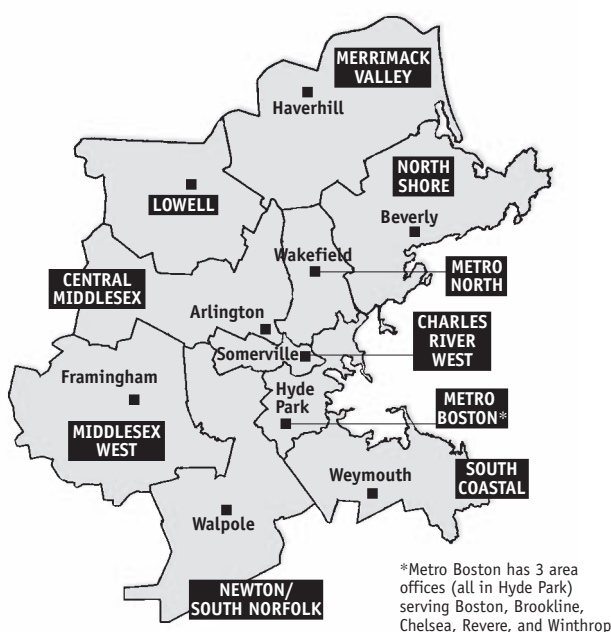 MERRIMACK
VALLEY
Haverhill
NORTH
SHORE
LOWELL
Beverly
Wakefield
METRO
NORTH
CENTRAL
MIDDLESEX
Arlington
CHARLES
RIVER
WEST
Somerville
Framingham
Hyde
Park
METRO
BOSTON*
MIDDLESEX
WEST
SOUTH
COASTAL
Weymouth
Walpole
NEWTON/
SOUTH NORFOLK
*Metro Boston has 3 area
offices (all in Hyde Park)
serving Boston, Brookline,
Chelsea, Revere, and Winthrop